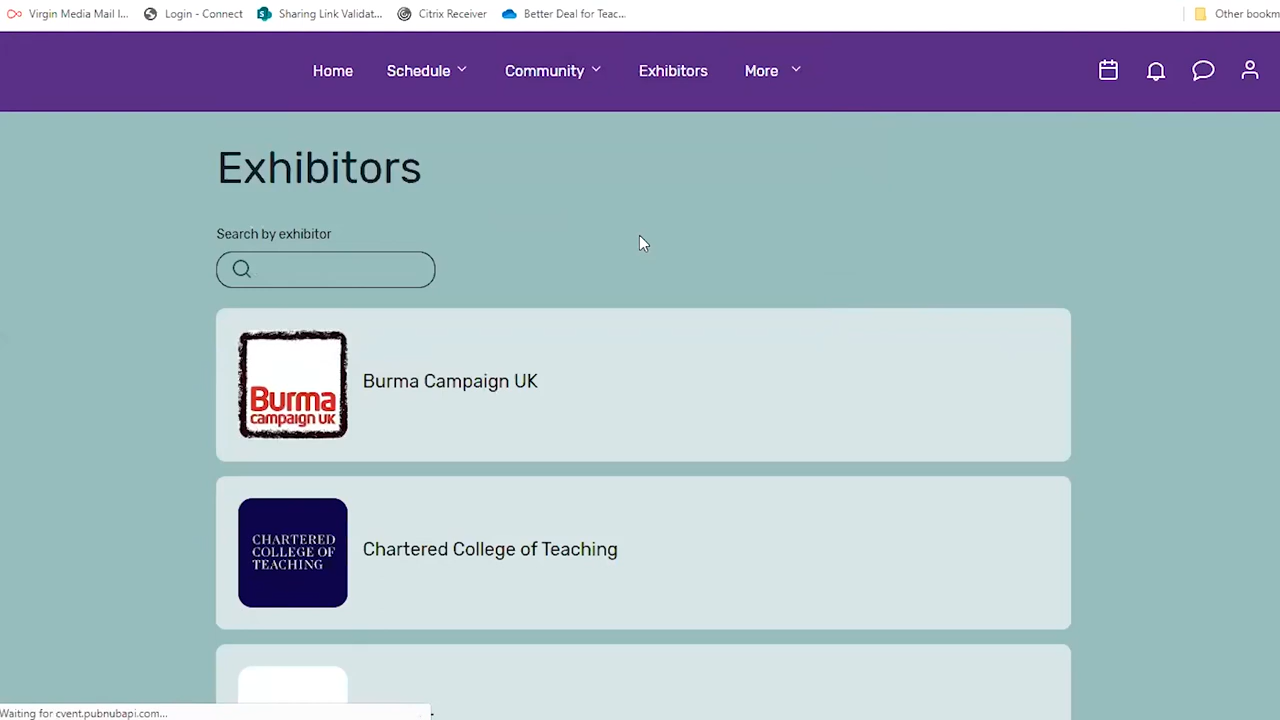 Virgin Media Mail I...
Login - Connect
Sharing Link Validat...
Citrix Receiver
Better Deal for Teac...
Other bookm
Home
Schedule
Community
Exhibitors
More
Exhibitors
Search by exhibitor
Burma
campaign UK
Burma Campaign UK
CHARTERED
COLLEGE OF
TEACHING
Chartered College of Teaching
Waiting for cvent.pubnubapi.com...